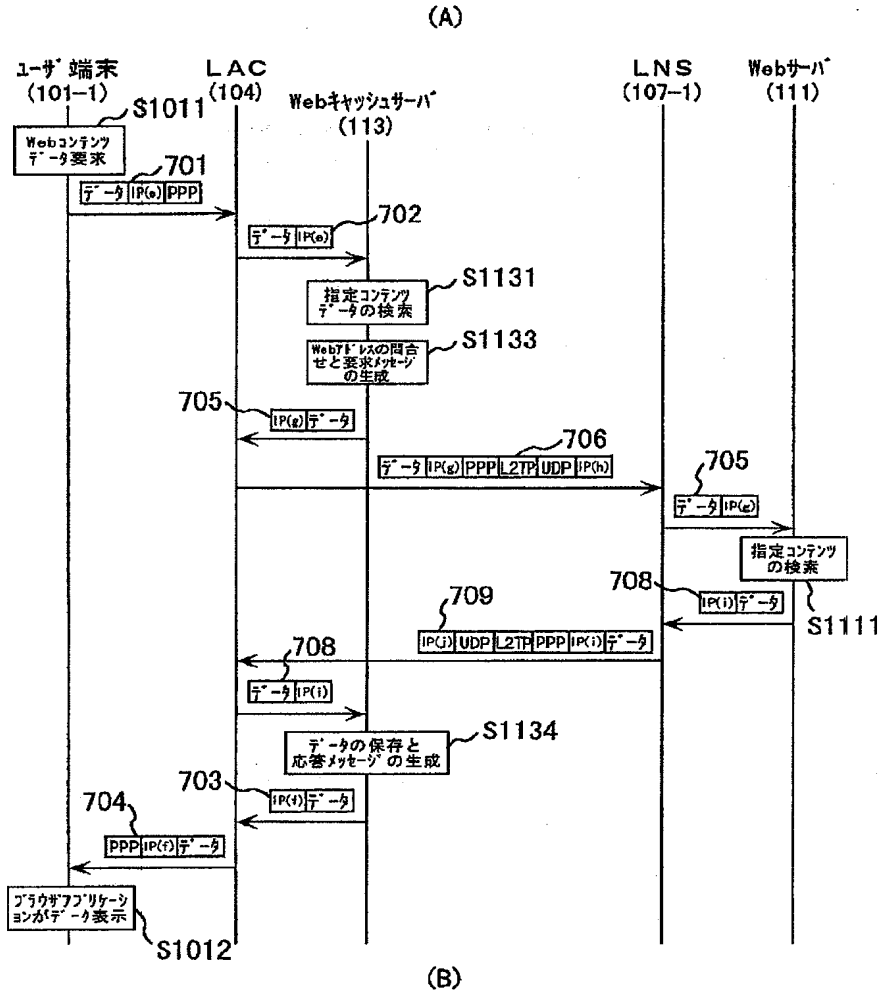 (A)
ユーザ端末
(101-1)
LAC
(104)
Webキャッシュサーバ
(113)
LNS
(107-1)
Webサーバ
(111)
S1011
Webコンテンツ
データ要求
701
データ IP(e) PPP
702
データ IP(e)
S1131
指定コンテンツ
データの検索
S1133
Webアドレスの問合
せと要求メッセージ
の生成
705
IP(g) データ
706
データ IP(g) PPP L2TP UDP IP(h)
705
データ IP(g)
指定コンテンツ
の検索
S1111
708
IP(i) データ
709
IP(j) UDP L2TP PPP IP(i) データ
708
データ IP(i)
S1134
データの保存と
応答メッセージの生成
703
IP(f) データ
704
PPP IP(f) データ
ブラウザアプリケーシ
ョンがデータ表示
S1012
(B)